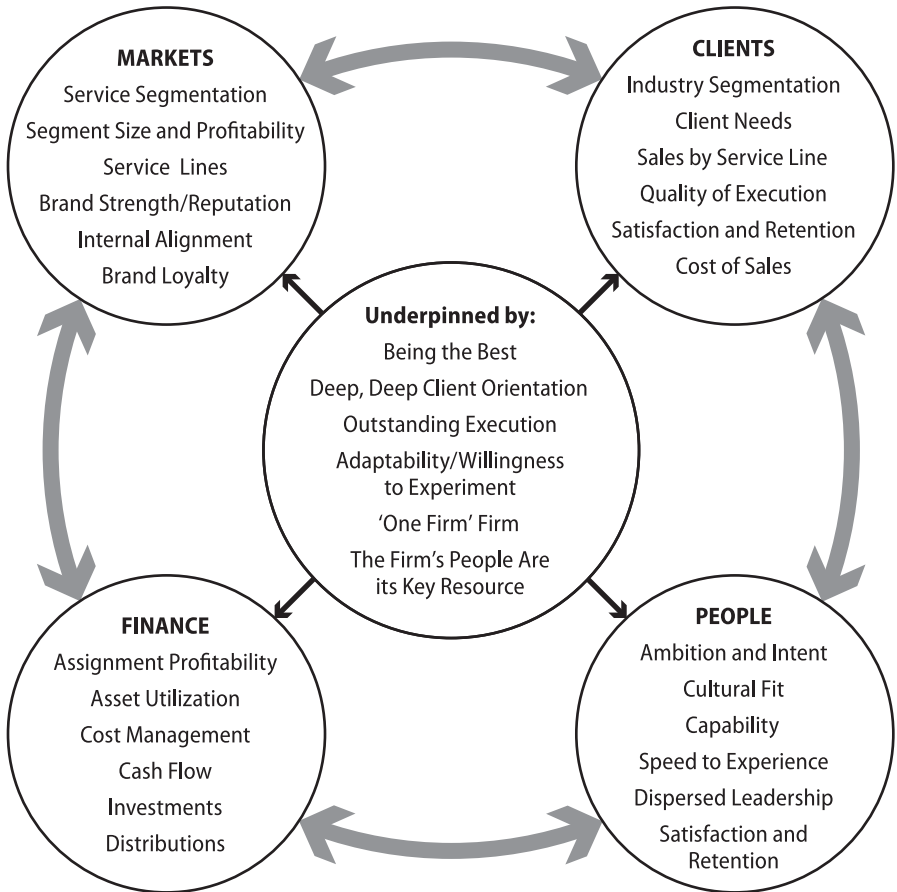 MARKETS
Service Segmentation
Segment Size and Profitability
Service Lines
Brand Strength/Reputation
Internal Alignment
Brand Loyalty
CLIENTS
Industry Segmentation
Client Needs
Sales by Service Line
Quality of Execution
Satisfaction and Retention
Cost of Sales
Underpinned by:
Being the Best
Deep, Deep Client Orientation
Outstanding Execution
Adaptability/Willingness
to Experiment
‘One Firm’ Firm
The Firm’s People Are
its Key Resource
FINANCE
Assignment Profitability
Asset Utilization
Cost Management
Cash Flow
Investments
Distributions
PEOPLE
Ambition and Intent
Cultural Fit
Capability
Speed to Experience
Dispersed Leadership
Satisfaction and
Retention